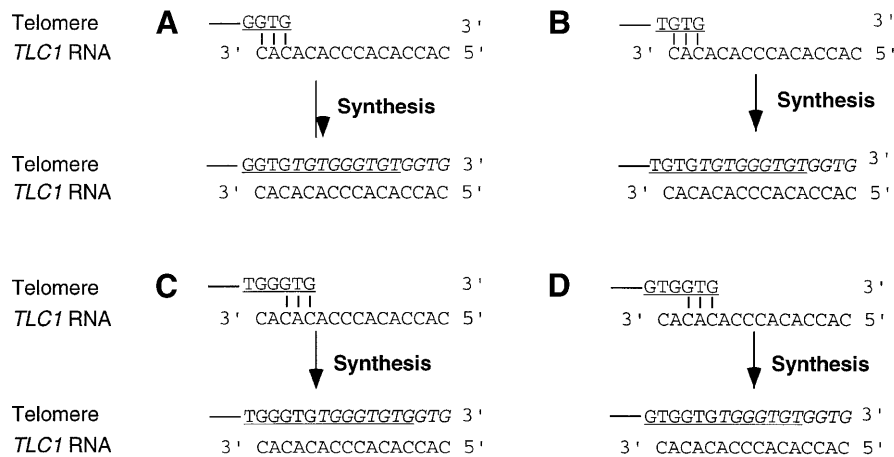 A B
Telomere GGTG 3' TGTG 3'
TLC1 RNA 3' CACACACCCACACCAC 5' 3' CACACACCCACACCAC 5'
Synthesis Synthesis
Telomere GGTGTGTGGGTGTGGTG 3' TGTGTGTGGGTGTGGTG 3'
TLC1 RNA 3' CACACACCCACACCAC 5' 3' CACACACCCACACCAC 5'
C D
Telomere TGGGTG 3' GTGGTG 3'
TLC1 RNA 3' CACACACCCACACCAC 5' 3' CACACACCCACACCAC 5'
Synthesis Synthesis
Telomere TGGGTGTGGGTGTGGTG 3' GTGGTGTGGGTGTGGTG 3'
TLC1 RNA 3' CACACACCCACACCAC 5' 3' CACACACCCACACCAC 5'